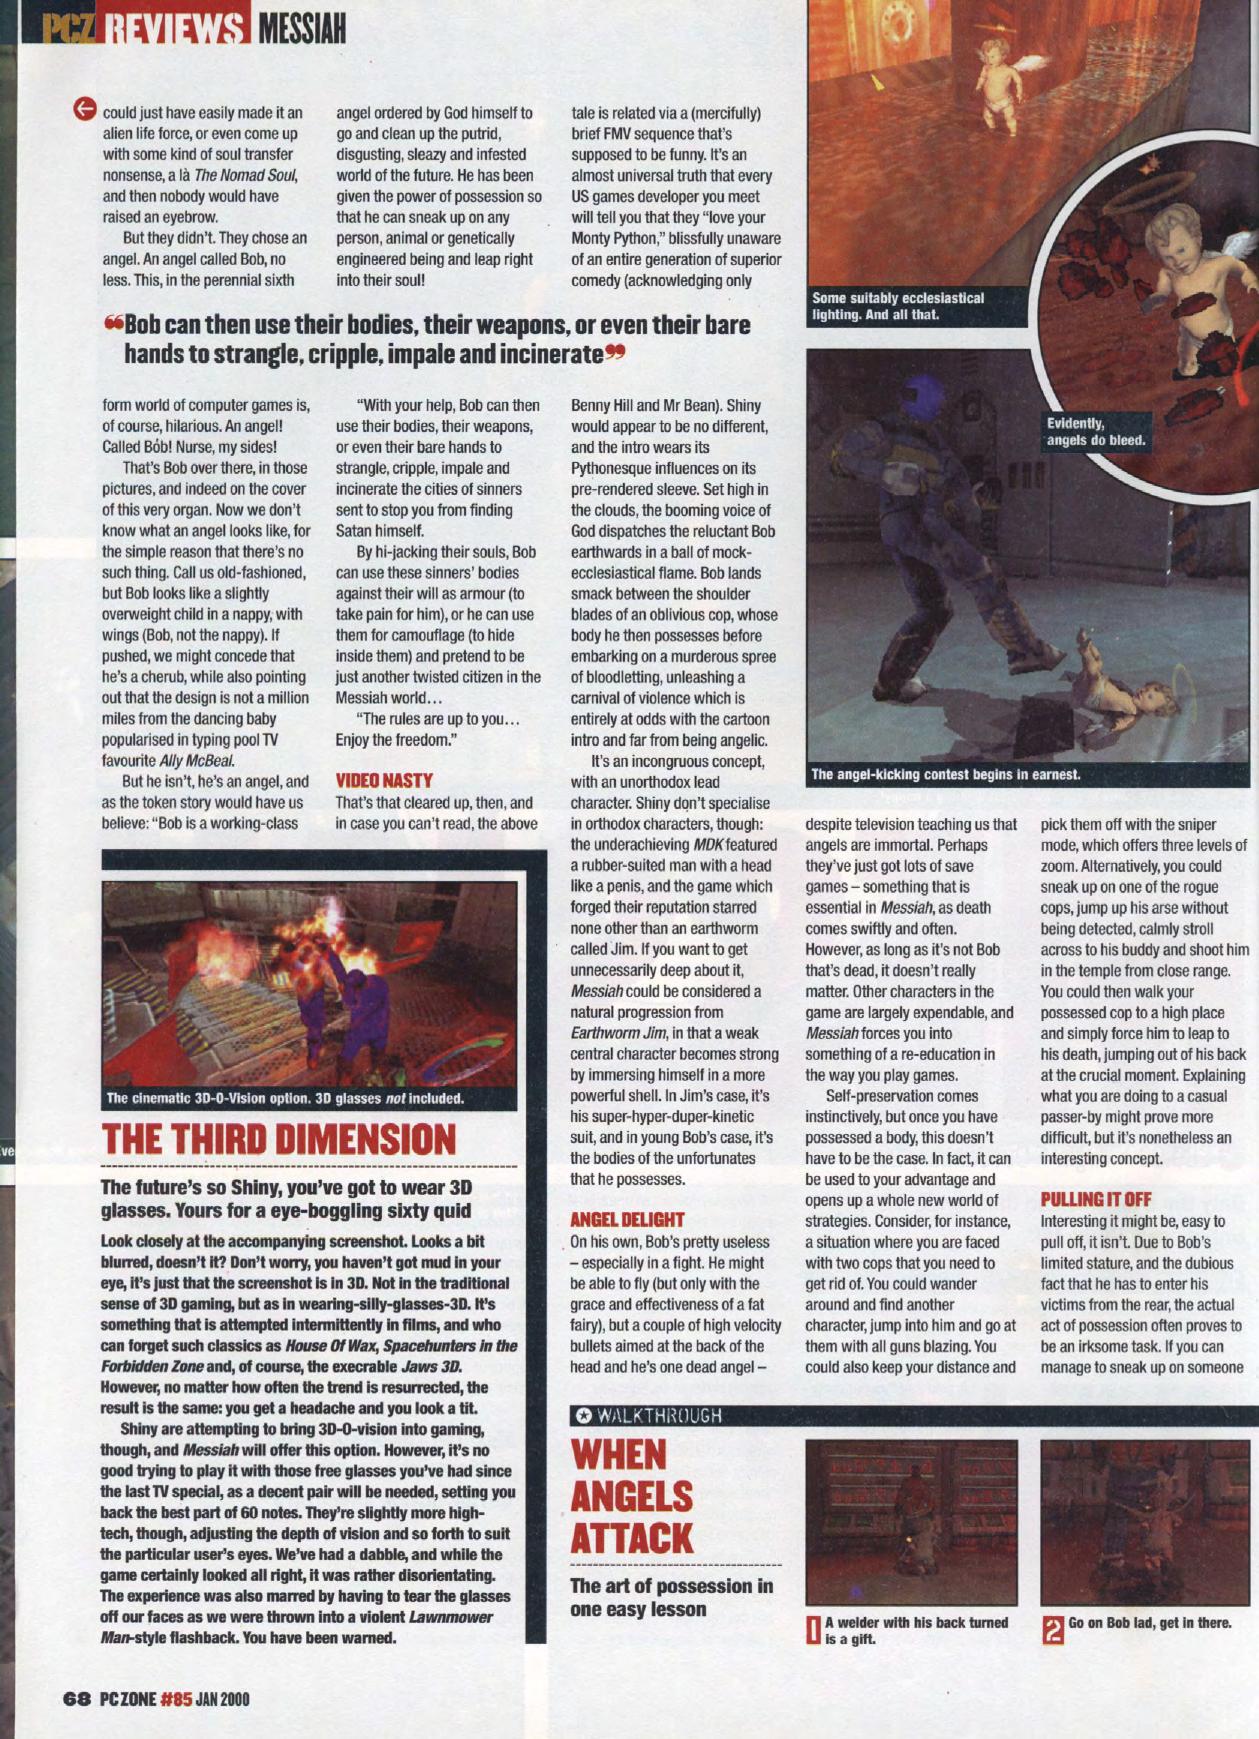 PCZ REVIEWS MESSIAH
could just have easily made it an
alien life force, or even come up
with some kind of soul transfer
nonsense, a là The Nomad Soul,
and then nobody would have
raised an eyebrow.
But they didn't. They chose an
angel. An angel called Bob, no
less. This, in the perennial sixth
angel ordered by God himself to
go and clean up the putrid,
disgusting, sleazy and infested
world of the future. He has been
given the power of possession so
that he can sneak up on any
person, animal or genetically
engineered being and leap right
into their soul!
tale is related via a (mercifully)
brief FMV sequence that's
supposed to be funny. It's an
almost universal truth that every
US games developer you meet
will tell you that they “love your
Monty Python,” blissfully unaware
of an entire generation of superior
comedy (acknowledging only
“Bob can then use their bodies, their weapons, or even their bare
hands to strangle, cripple, impale and incinerate”
form world of computer games is,
of course, hilarious. An angel!
Called Bob! Nurse, my sides!
That's Bob over there, in those
pictures, and indeed on the cover
of this very organ. Now we don't
know what an angel looks like, for
the simple reason that there's no
such thing. Call us old-fashioned,
but Bob looks like a slightly
overweight child in a nappy, with
wings (Bob, not the nappy). If
pushed, we might concede that
he's a cherub, while also pointing
out that the design is not a million
miles from the dancing baby
popularised in typing pool TV
favourite Ally McBeal.
But he isn't, he's an angel, and
as the token story would have us
believe: “Bob is a working-class
“With your help, Bob can then
use their bodies, their weapons,
or even their bare hands to
strangle, cripple, impale and
incinerate the cities of sinners
sent to stop you from finding
Satan himself.
By hi-jacking their souls, Bob
can use these sinners' bodies
against their will as armour (to
take pain for him), or he can use
them for camouflage (to hide
inside them) and pretend to be
just another twisted citizen in the
Messiah world...
“The rules are up to you...
Enjoy the freedom.”
VIDEO NASTY
That's that cleared up, then, and
in case you can't read, the above
Benny Hill and Mr Bean). Shiny
would appear to be no different,
and the intro wears its
Pythonesque influences on its
pre-rendered sleeve. Set high in
the clouds, the booming voice of
God dispatches the reluctant Bob
earthwards in a ball of mock-
ecclesiastical flame. Bob lands
smack between the shoulder
blades of an oblivious cop, whose
body he then possesses before
embarking on a murderous spree
of bloodletting, unleashing a
carnival of violence which is
entirely at odds with the cartoon
intro and far from being angelic.
It's an incongruous concept,
with an unorthodox lead
character. Shiny don't specialise
in orthodox characters, though:
the underachieving MDK featured
a rubber-suited man with a head
like a penis, and the game which
forged their reputation starred
none other than an earthworm
called Jim. If you want to get
unnecessarily deep about it,
Messiah could be considered a
natural progression from
Earthworm Jim, in that a weak
central character becomes strong
by immersing himself in a more
powerful shell. In Jim's case, it's
his super-hyper-duper-kinetic
suit, and in young Bob's case, it's
the bodies of the unfortunates
that he possesses.
ANGEL DELIGHT
On his own, Bob's pretty useless
– especially in a fight. He might
be able to fly (but only with the
grace and effectiveness of a fat
fairy), but a couple of high velocity
bullets aimed at the back of the
head and he's one dead angel –
Some suitably ecclesiastical
lighting. And all that.
Evidently,
angels do bleed.
The angel-kicking contest begins in earnest.
despite television teaching us that
angels are immortal. Perhaps
they've just got lots of save
games – something that is
essential in Messiah, as death
comes swiftly and often.
However, as long as it's not Bob
that's dead, it doesn't really
matter. Other characters in the
game are largely expendable, and
Messiah forces you into
something of a re-education in
the way you play games.
Self-preservation comes
instinctively, but once you have
possessed a body, this doesn't
have to be the case. In fact, it can
be used to your advantage and
opens up a whole new world of
strategies. Consider, for instance,
a situation where you are faced
with two cops that you need to
get rid of. You could wander
around and find another
character, jump into him and go at
them with all guns blazing. You
could also keep your distance and
pick them off with the sniper
mode, which offers three levels of
zoom. Alternatively, you could
sneak up on one of the rogue
cops, jump up his arse without
being detected, calmly stroll
across to his buddy and shoot him
in the temple from close range.
You could then walk your
possessed cop to a high place
and simply force him to leap to
his death, jumping out of his back
at the crucial moment. Explaining
what you are doing to a casual
passer-by might prove more
difficult, but it's nonetheless an
interesting concept.
PULLING IT OFF
Interesting it might be, easy to
pull off, it isn't. Due to Bob's
limited stature, and the dubious
fact that he has to enter his
victims from the rear, the actual
act of possession often proves to
be an irksome task. If you can
manage to sneak up on someone
The cinematic 3D-O-Vision option. 3D glasses not included.
THE THIRD DIMENSION
The future's so Shiny, you've got to wear 3D
glasses. Yours for a eye-boggling sixty quid
Look closely at the accompanying screenshot. Looks a bit
blurred, doesn't it? Don't worry, you haven't got mud in your
eye, it's just that the screenshot is in 3D. Not in the traditional
sense of 3D gaming, but as in wearing-silly-glasses-3D. It's
something that is attempted intermittently in films, and who
can forget such classics as House Of Wax, Spacehunters In the
Forbidden Zone and, of course, the execrable Jaws 3D.
However, no matter how often the trend is resurrected, the
result is the same: you get a headache and you look a tit.
Shiny are attempting to bring 3D-O-vision into gaming,
though, and Messiah will offer this option. However, it's no
good trying to play it with those free glasses you've had since
the last TV special, as a decent pair will be needed, setting you
back the best part of 60 notes. They're slightly more high-
tech, though, adjusting the depth of vision and so forth to suit
the particular user's eyes. We've had a dabble, and while the
game certainly looked all right, it was rather disorientating.
The experience was also marred by having to tear the glasses
off our faces as we were thrown into a violent Lawnmower
Man-style flashback. You have been warned.
WALKTHROUGH
WHEN
ANGELS
ATTACK
The art of possession in
one easy lesson
1 A welder with his back turned
is a gift.
2 Go on Bob lad, get in there.
68 PC ZONE #85 JAN 2000